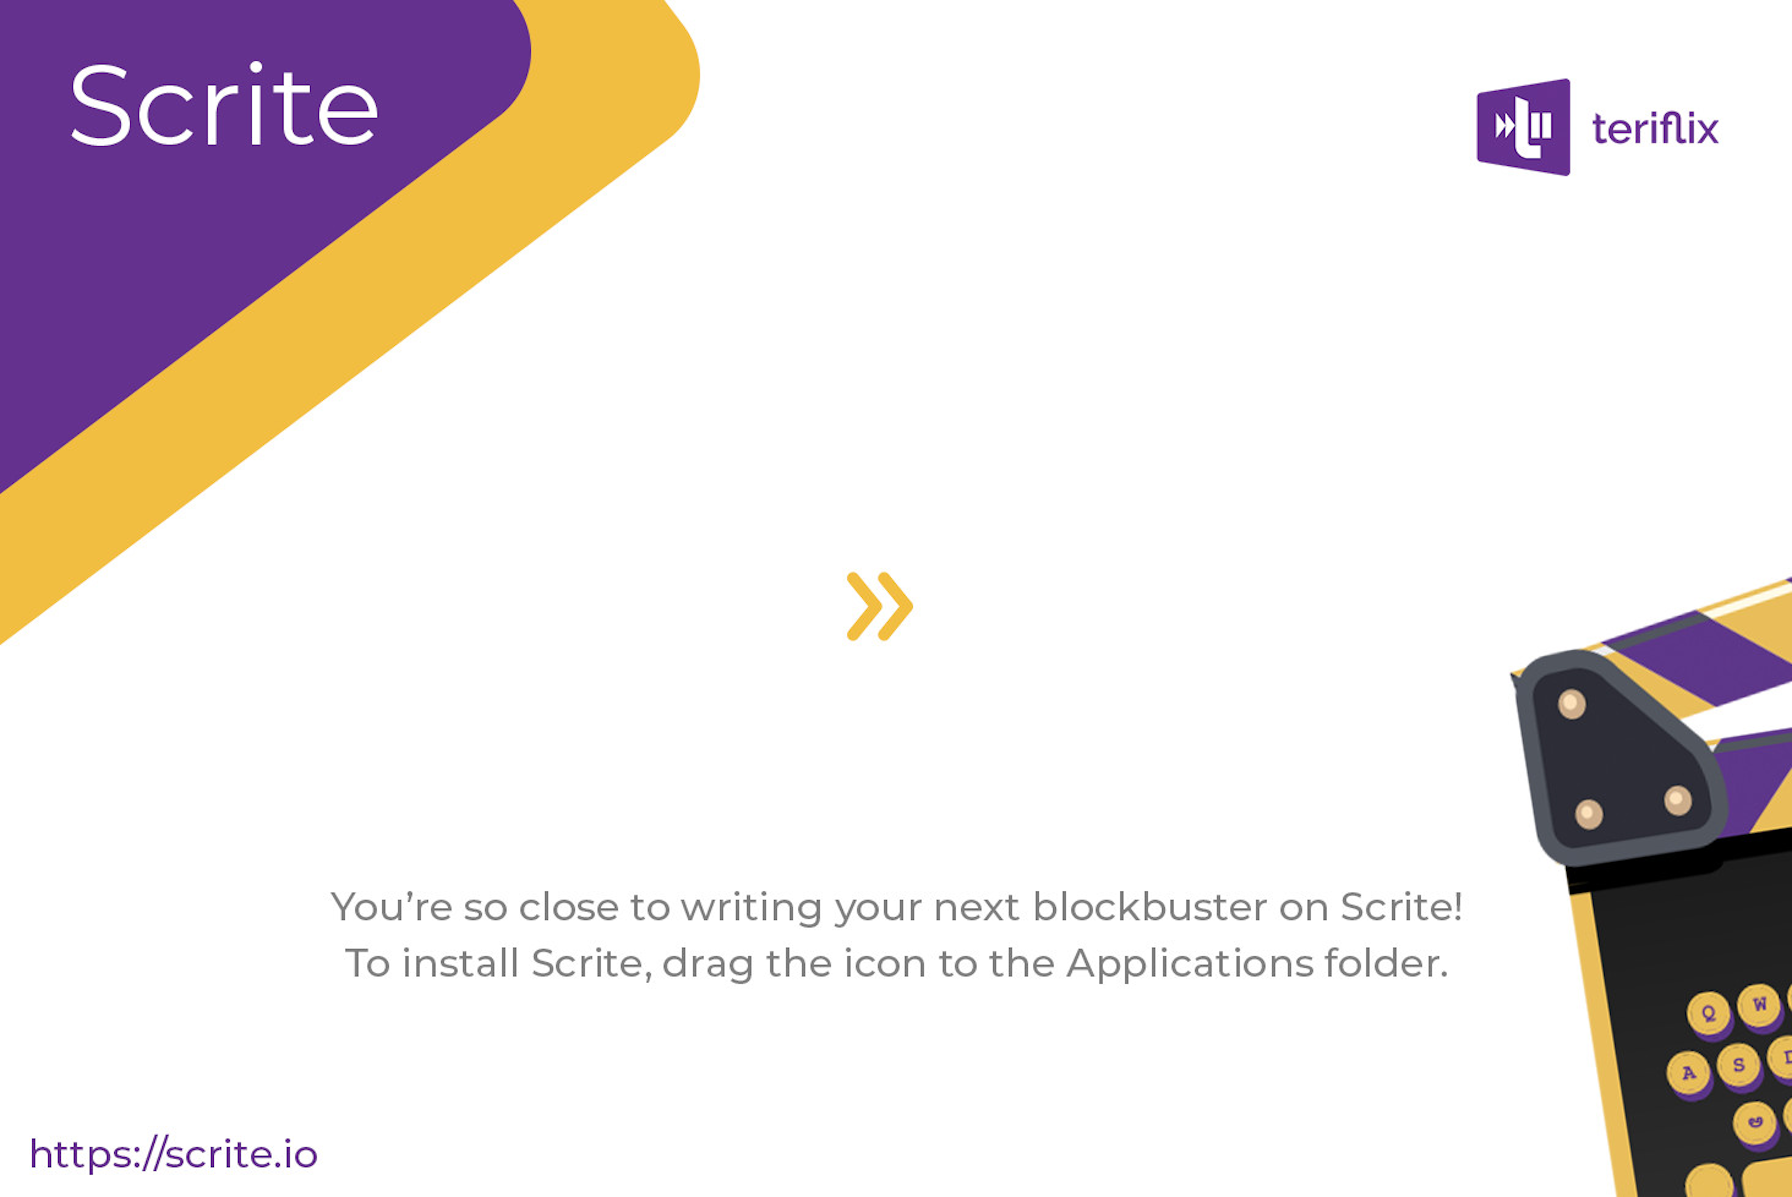 Scrite
teriflix
You’re so close to writing your next blockbuster on Scrite!
To install Scrite, drag the icon to the Applications folder.
Q W
A S D
https://scrite.io